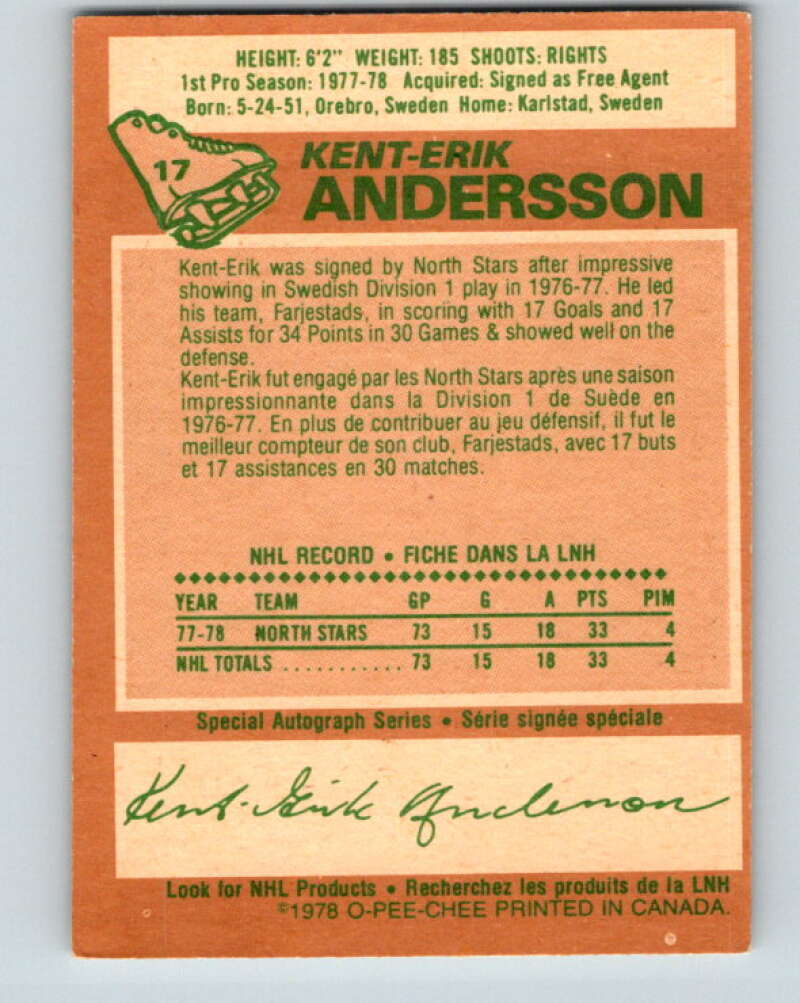 HEIGHT: 6'2" WEIGHT: 185 SHOOTS: RIGHTS
1st Pro Season: 1977-78 Acquired: Signed as Free Agent
Born: 5-24-51, Orebro, Sweden Home: Karlstad, Sweden
17
KENT-ERIK
ANDERSSON
Kent-Erik was signed by North Stars after impressive
showing in Swedish Division 1 play in 1976-77. He led
his team, Farjestads, in scoring with 17 Goals and 17
Assists for 34 Points in 30 Games & showed well on the
defense.
Kent-Erik fut engagé par les North Stars après une saison
impressionnante dans la Division 1 de Suède en
1976-77. En plus de contribuer au jeu défensif, il fut le
meilleur compteur de son club, Farjestads, avec 17 buts
et 17 assistances en 30 matches.
NHL RECORD • FICHE DANS LA LNH
YEAR TEAM GP G A PTS PIM
77-78 NORTH STARS 73 15 18 33 4
NHL TOTALS ........... 73 15 18 33 4
Special Autograph Series • Série signée spéciale
Kent-Erik Andersson
Look for NHL Products • Recherchez les produits de la LNH
©1978 O-PEE-CHEE PRINTED IN CANADA.